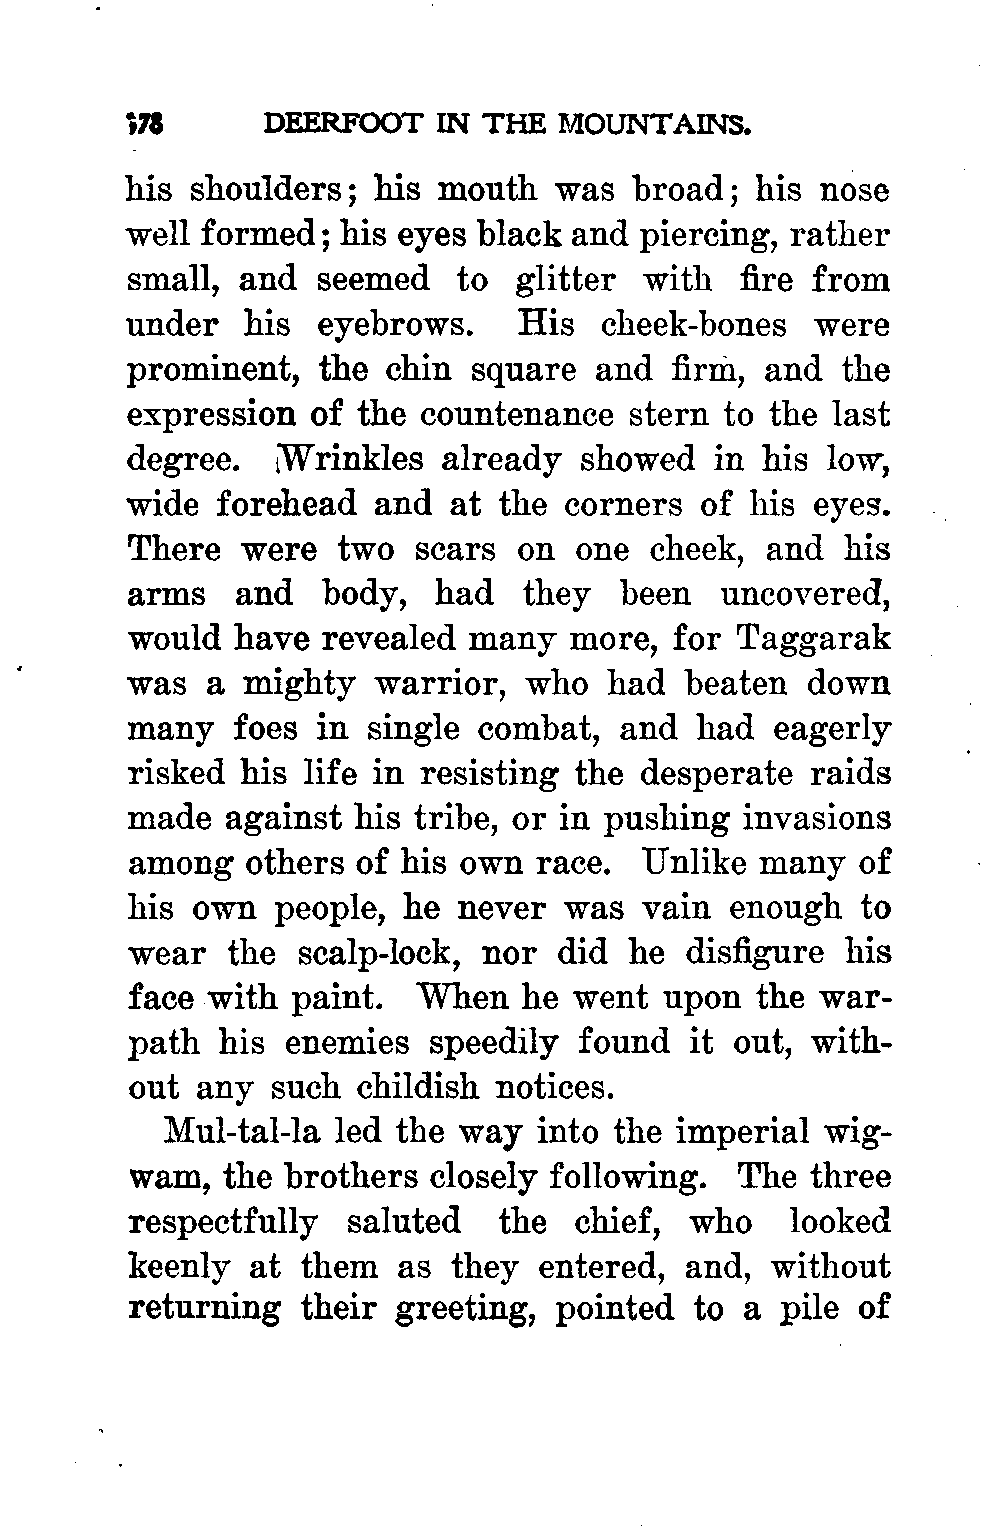 178 DEERFOOT IN THE MOUNTAINS.
his shoulders; his mouth was broad; his nose
well formed; his eyes black and piercing, rather
small, and seemed to glitter with fire from
under his eyebrows. His cheek-bones were
prominent, the chin square and firm, and the
expression of the countenance stern to the last
degree. Wrinkles already showed in his low,
wide forehead and at the corners of his eyes.
There were two scars on one cheek, and his
arms and body, had they been uncovered,
would have revealed many more, for Taggarak
was a mighty warrior, who had beaten down
many foes in single combat, and had eagerly
risked his life in resisting the desperate raids
made against his tribe, or in pushing invasions
among others of his own race. Unlike many of
his own people, he never was vain enough to
wear the scalp-lock, nor did he disfigure his
face with paint. When he went upon the war-
path his enemies speedily found it out, with-
out any such childish notices.
Mul-tal-la led the way into the imperial wig-
wam, the brothers closely following. The three
respectfully saluted the chief, who looked
keenly at them as they entered, and, without
returning their greeting, pointed to a pile of